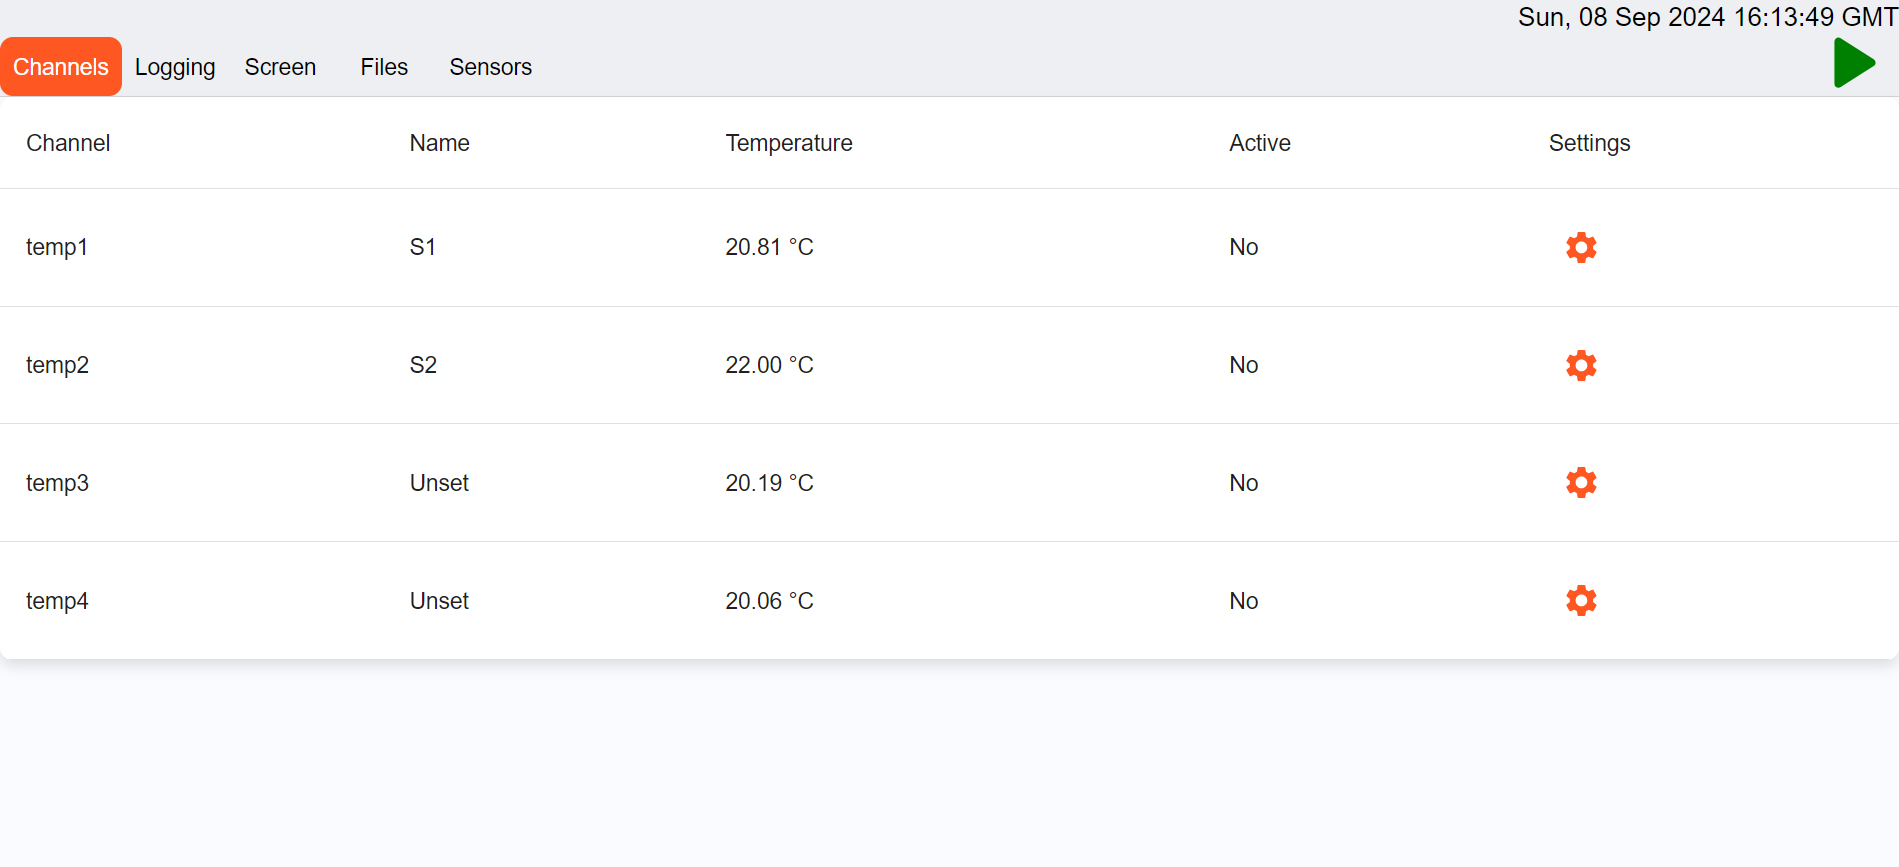 Sun, 08 Sep 2024 16:13:49 GMT
Channels Logging Screen Files Sensors
Channel Name Temperature Active Settings
temp1 S1 20.81 °C No
temp2 S2 22.00 °C No
temp3 Unset 20.19 °C No
temp4 Unset 20.06 °C No